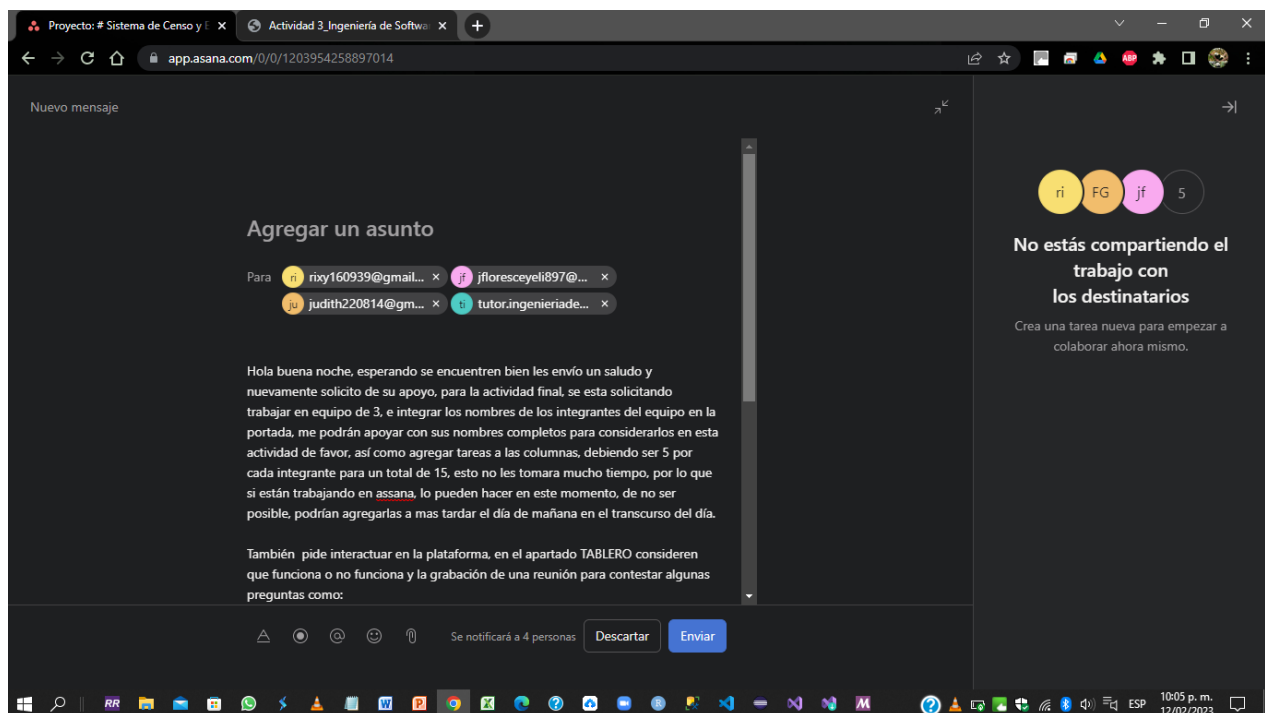 Proyecto: # Sistema de Censo y E
Actividad 3_Ingeniería de Softwa
app.asana.com/0/0/1203954258897014
ABP
Nuevo mensaje
Agregar un asunto
Para ri rixy160939@gmail... × jf jfloresceyeli897@... ×
ju judith220814@gm... × ti tutor.ingenieriade... ×
Hola buena noche, esperando se encuentren bien les envío un saludo y
nuevamente solicito de su apoyo, para la actividad final, se esta solicitando
trabajar en equipo de 3, e integrar los nombres de los integrantes del equipo en la
portada, me podrán apoyar con sus nombres completos para considerarlos en esta
actividad de favor, así como agregar tareas a las columnas, debiendo ser 5 por
cada integrante para un total de 15, esto no les tomara mucho tiempo, por lo que
si están trabajando en assana, lo pueden hacer en este momento, de no ser
posible, podrían agregarlas a mas tardar el día de mañana en el transcurso del día.
También  pide interactuar en la plataforma, en el apartado TABLERO consideren
que funciona o no funciona y la grabación de una reunión para contestar algunas
preguntas como:
Se notificará a 4 personas Descartar Enviar
ri FG jf 5
No estás compartiendo el
trabajo con
los destinatarios
Crea una tarea nueva para empezar a
colaborar ahora mismo.
RR
ESP
10:05 p. m.
12/02/2023